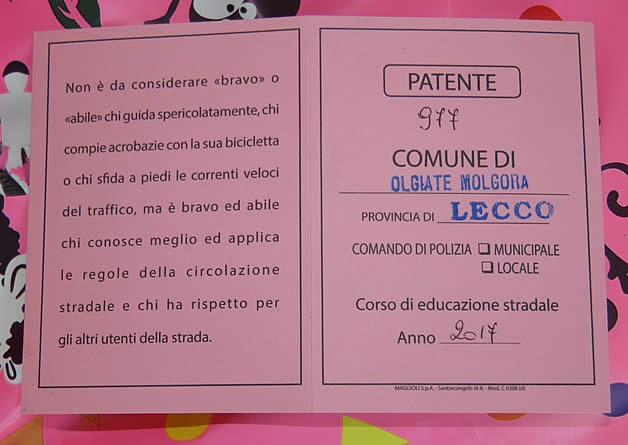 Non è da considerare «bravo» o
«abile» chi guida spericolatamente, chi
compie acrobazie con la sua bicicletta
o chi sfida a piedi le correnti veloci
del traffico, ma è bravo ed abile
chi conosce meglio ed applica
le regole della circolazione
stradale e chi ha rispetto per
gli altri utenti della strada.
PATENTE
977
COMUNE DI
OLGIATE MOLGORA
PROVINCIA DI LECCO
COMANDO DI POLIZIA ❑ MUNICIPALE
❑ LOCALE
Corso di educazione stradale
Anno 2017
MAGGIOLI S.p.A. - Santarcangelo di R. - Mod. C 0306